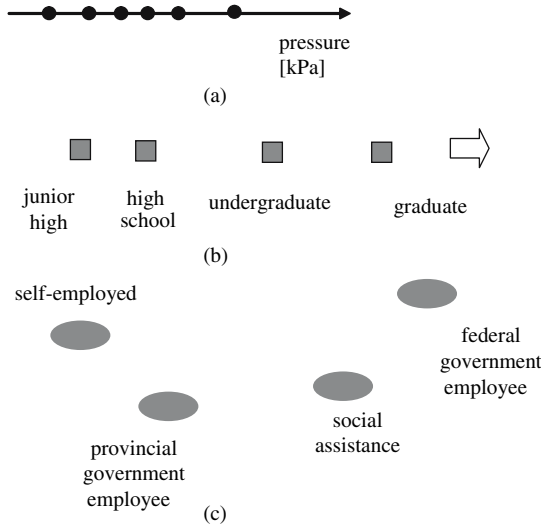 pressure
[kPa]
(a)
junior
high
high
school
undergraduate
graduate
(b)
self-employed
federal
government
employee
social
assistance
provincial
government
employee
(c)